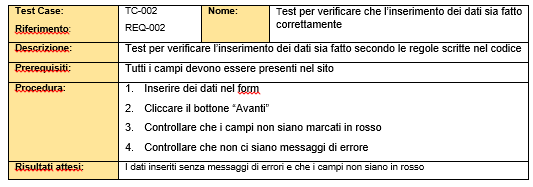 Test Case: TC-002 Nome: Test per verificare che l'inserimento dei dati sia fatto
Riferimento: REQ-002 correttamente
Descrizione: Test per verificare l'inserimento dei dati sia fatto secondo le regole scritte nel codice
Prerequisiti: Tutti i campi devono essere presenti nel sito
Procedura: 1. Inserire dei dati nel form
2. Cliccare il bottone “Avanti”
3. Controllare che i campi non siano marcati in rosso
4. Controllare che non ci siano messaggi di errore
Risultati attesi: I dati inseriti senza messaggi di errori e che i campi non siano in rosso